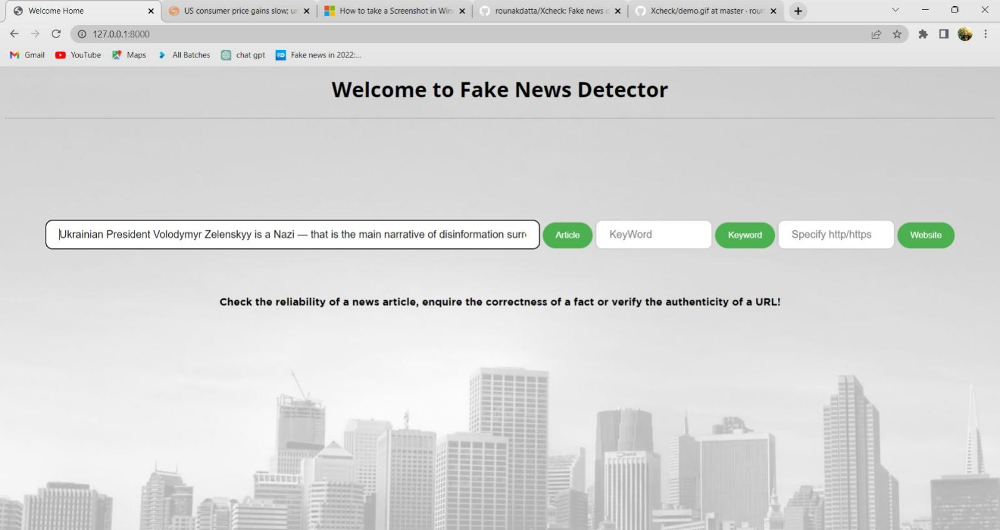 Welcome Home
US consumer price gains slow; un
How to take a Screenshot in Win
rounakdatta/Xcheck: Fake news d
Xcheck/demo.gif at master · roun
127.0.0.1:8000
Gmail YouTube Maps All Batches chat gpt Fake news in 2022:...
Welcome to Fake News Detector
Ukrainian President Volodymyr Zelenskyy is a Nazi — that is the main narrative of disinformation surr
Article
KeyWord
Keyword
Specify http/https
Website
Check the reliability of a news article, enquire the correctness of a fact or verify the authenticity of a URL!